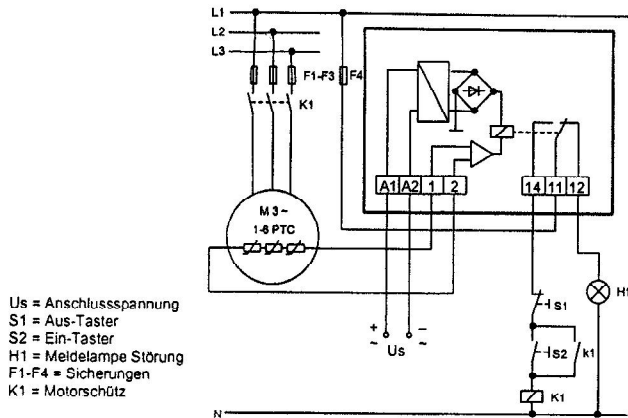 L1
L2
L3
F1-F3
F4
K1
A1 A2 1 2
14 11 12
M 3~
1-6 PTC
S1
H1
S2
k1
+ −
~ ~
Us
K1
N
Us = Anschlussspannung
S1 = Aus-Taster
S2 = Ein-Taster
H1 = Meldelampe Störung
F1-F4 = Sicherungen
K1 = Motorschütz